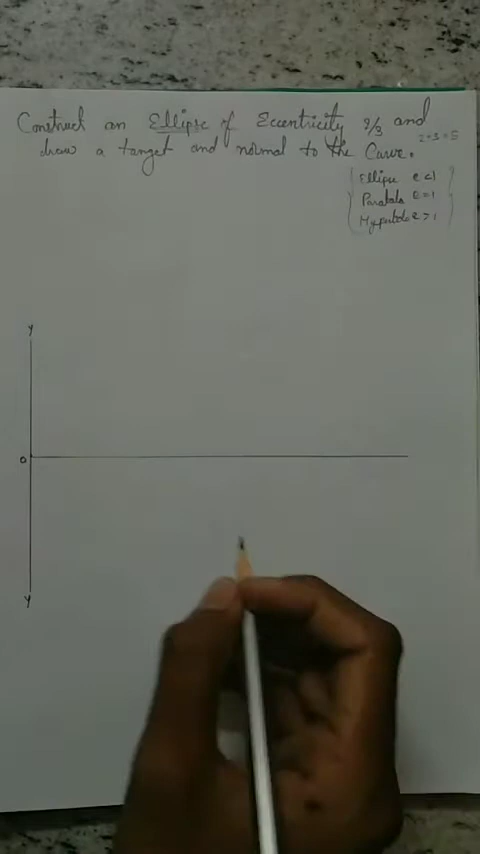 Construct an Ellipse of Eccentricity 2/3 and
draw a tanget and normal to the Curve.
2+3=5
Ellipse e<1
Parabola e=1
Hyperbola e>1
Y
O
Y